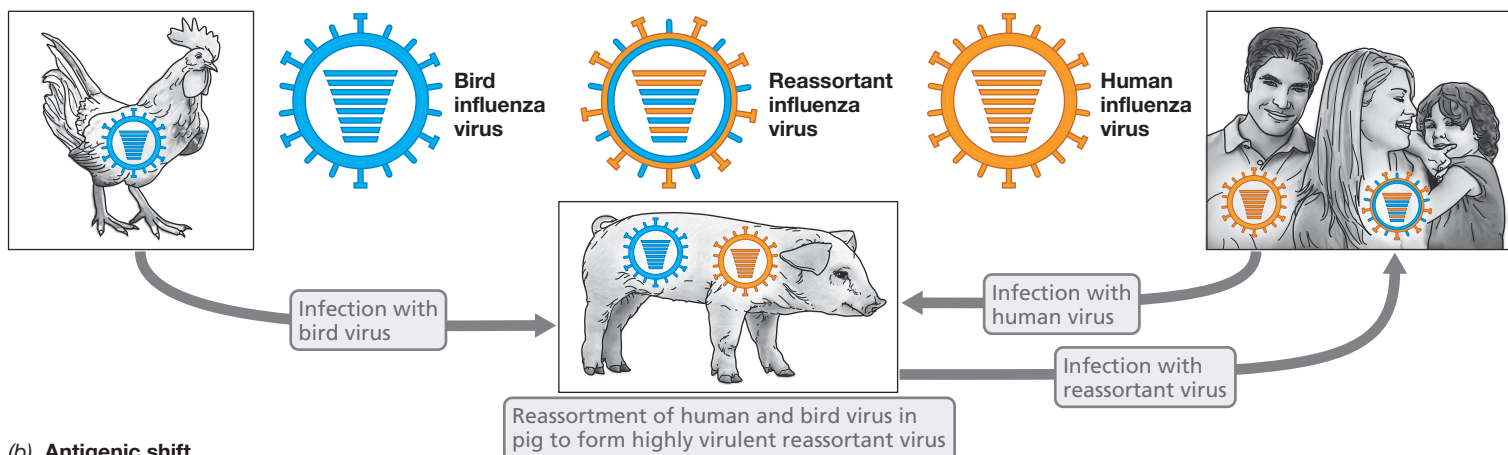 Bird
influenza
virus
Reassortant
influenza
virus
Human
influenza
virus
Infection with
bird virus
Infection with
human virus
Infection with
reassortant virus
Reassortment of human and bird virus in
pig to form highly virulent reassortant virus
(b) Antigenic shift